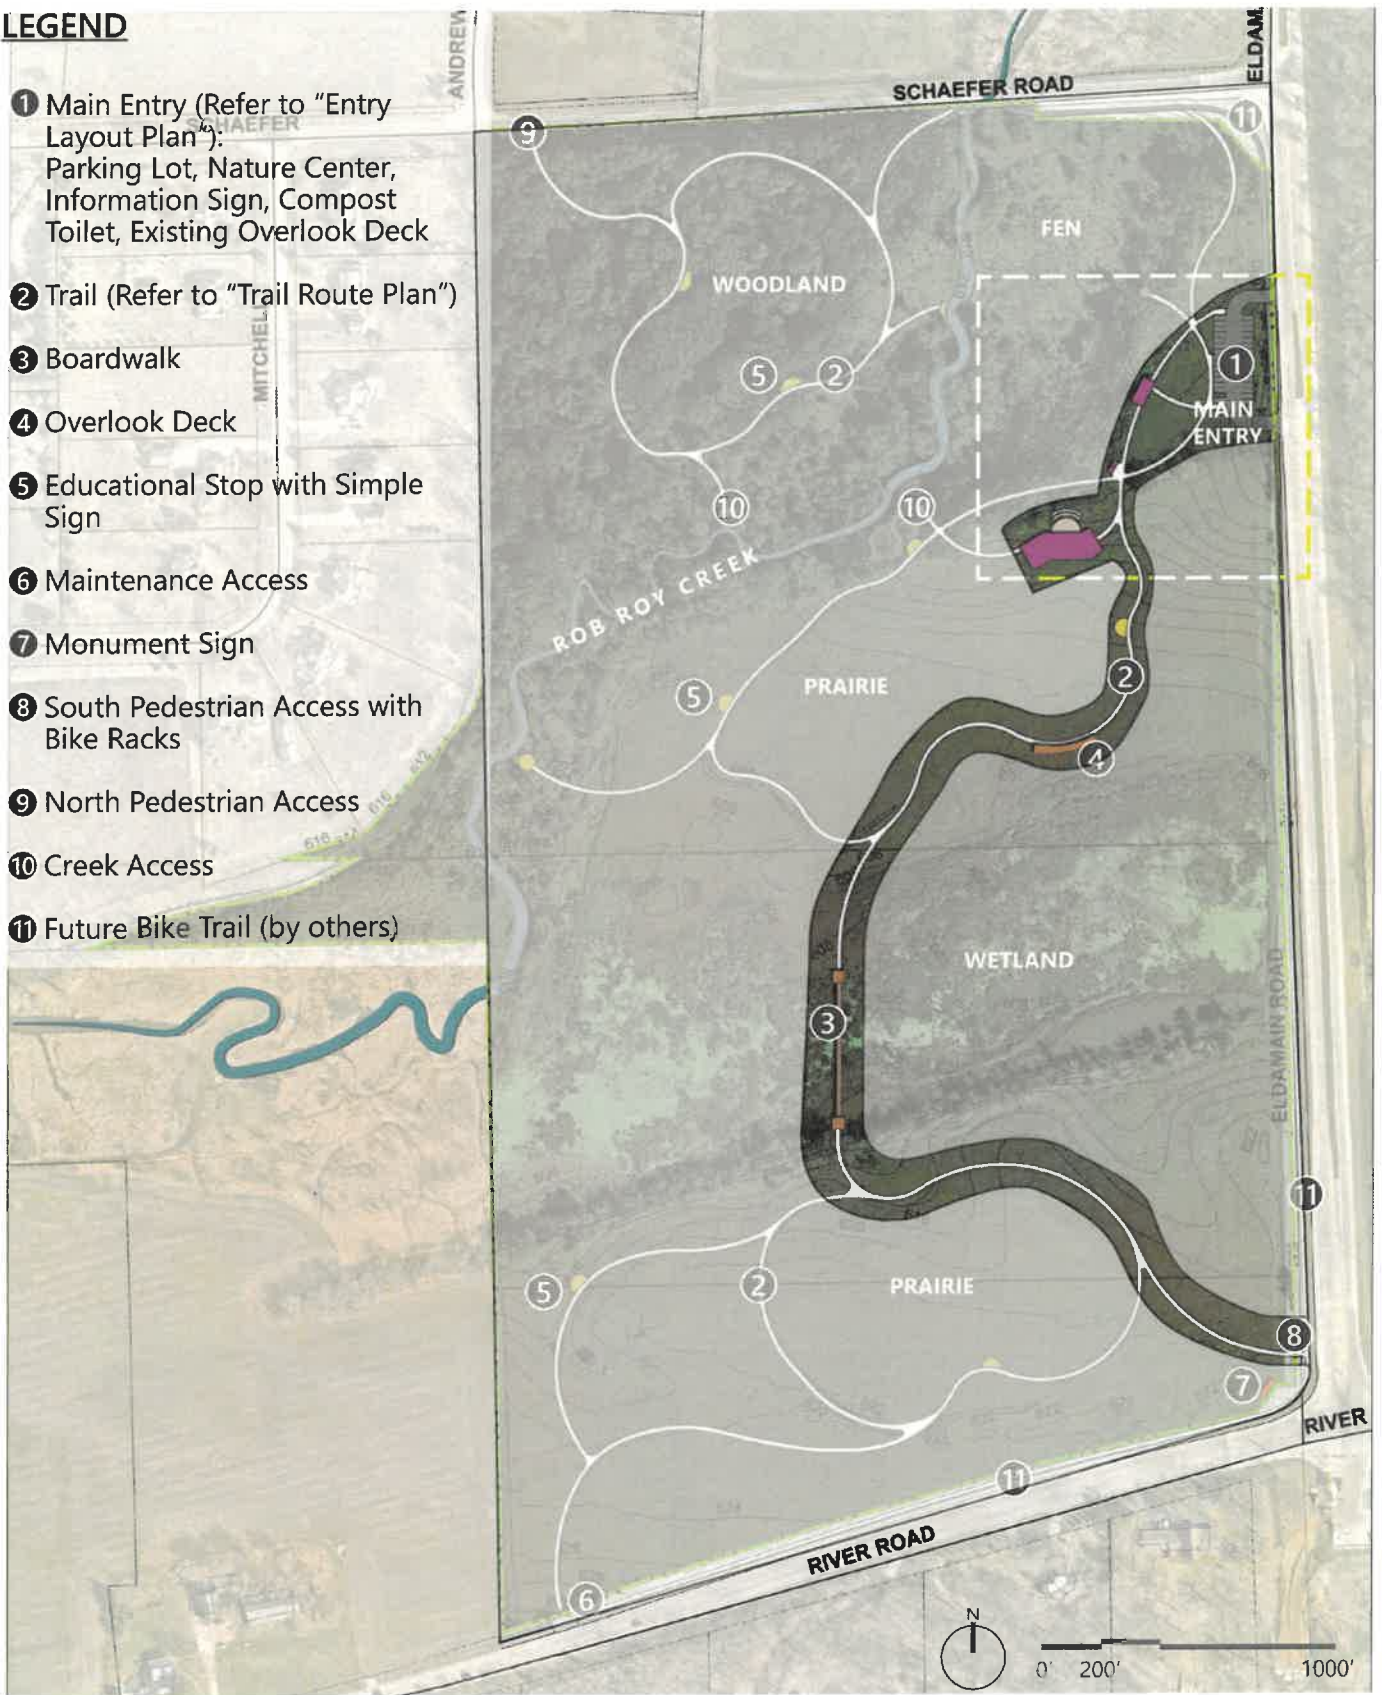 LEGEND
1 Main Entry (Refer to “Entry
Layout Plan”):
Parking Lot, Nature Center,
Information Sign, Compost
Toilet, Existing Overlook Deck
2 Trail (Refer to “Trail Route Plan”)
3 Boardwalk
4 Overlook Deck
5 Educational Stop with Simple
Sign
6 Maintenance Access
7 Monument Sign
8 South Pedestrian Access with
Bike Racks
9 North Pedestrian Access
10 Creek Access
11 Future Bike Trail (by others)
ANDREW
SCHAEFER
MITCHELL
SCHAEFER ROAD
ELDAM
9
11
FEN
WOODLAND
5
2
1
MAIN
ENTRY
10
10
ROB ROY CREEK
2
5
PRAIRIE
4
612
616
616
WETLAND
3
ELDAMAIN ROAD
11
5
2
PRAIRIE
8
7
RIVER
11
RIVER ROAD
6
N
0' 200' 1000'